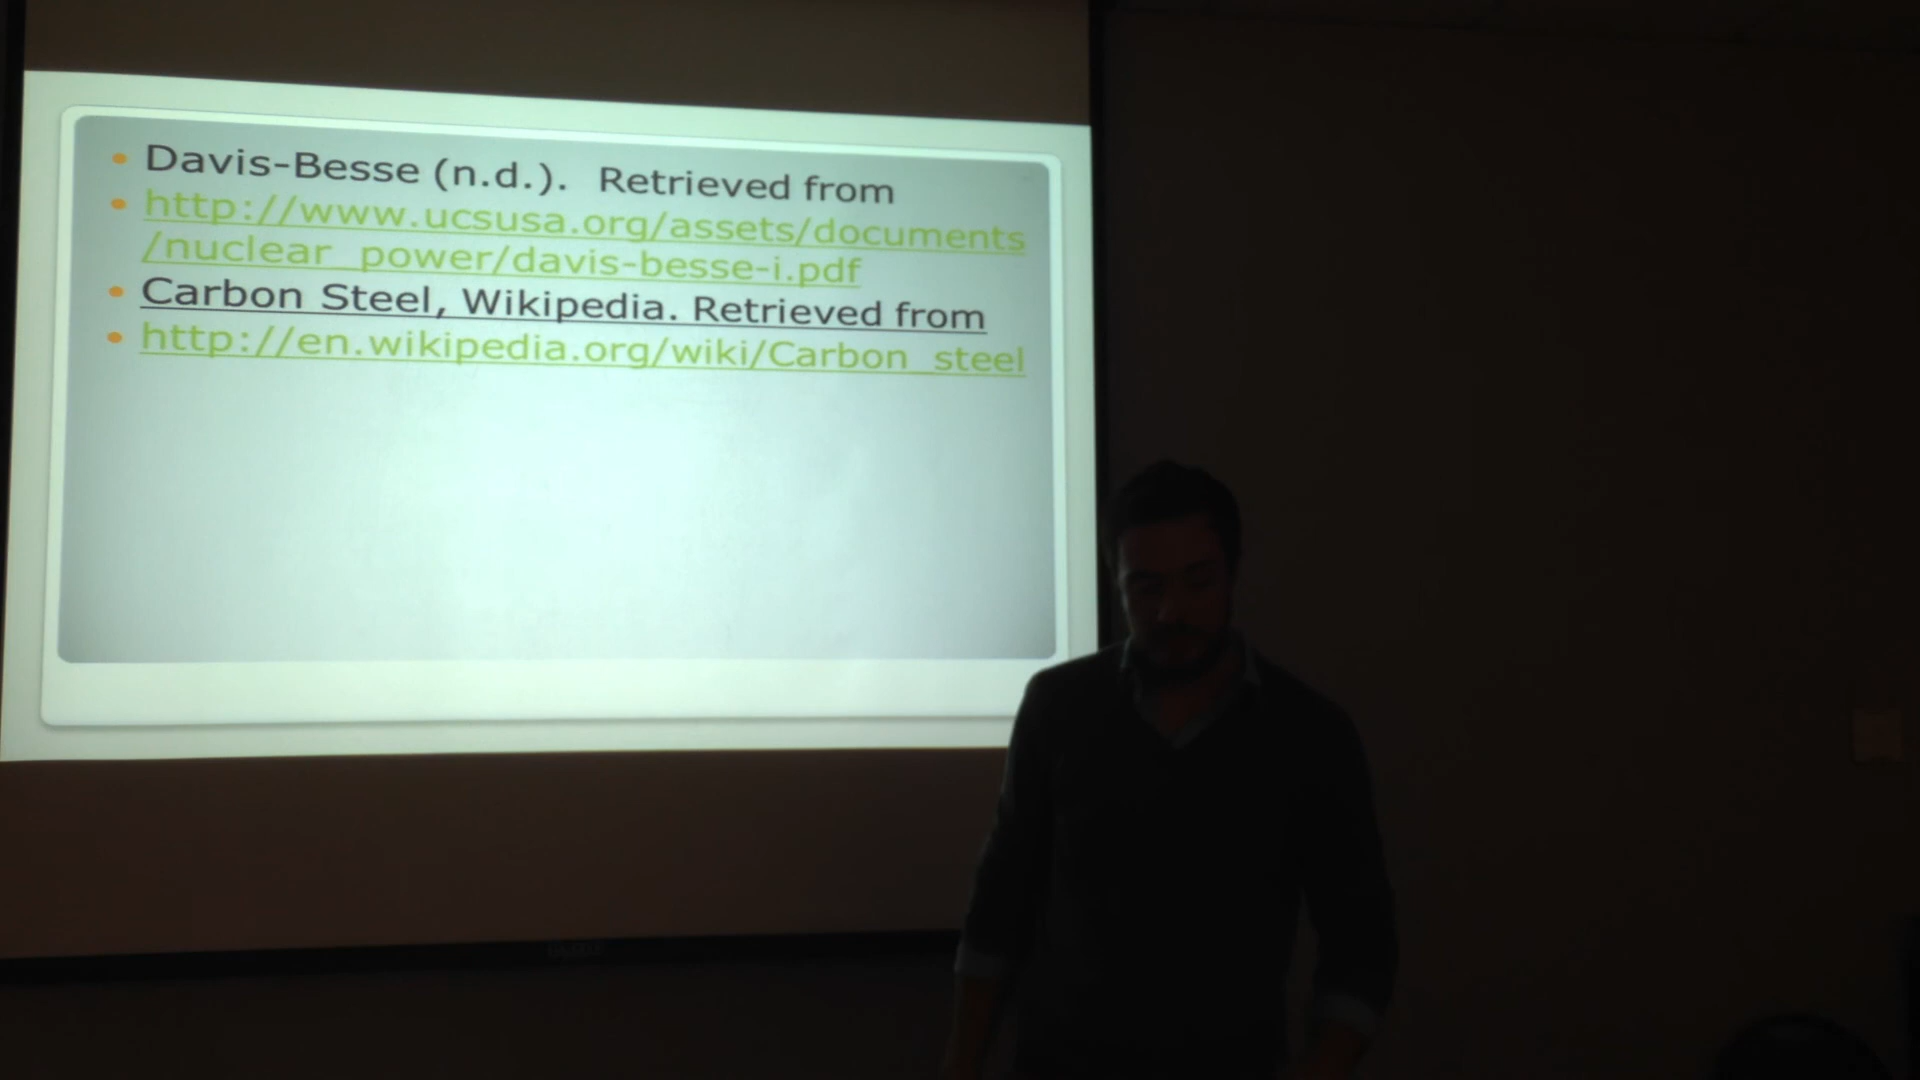 Davis-Besse (n.d.).  Retrieved from
http://www.ucsusa.org/assets/documents
/nuclear_power/davis-besse-i.pdf
Carbon Steel, Wikipedia. Retrieved from
http://en.wikipedia.org/wiki/Carbon_steel